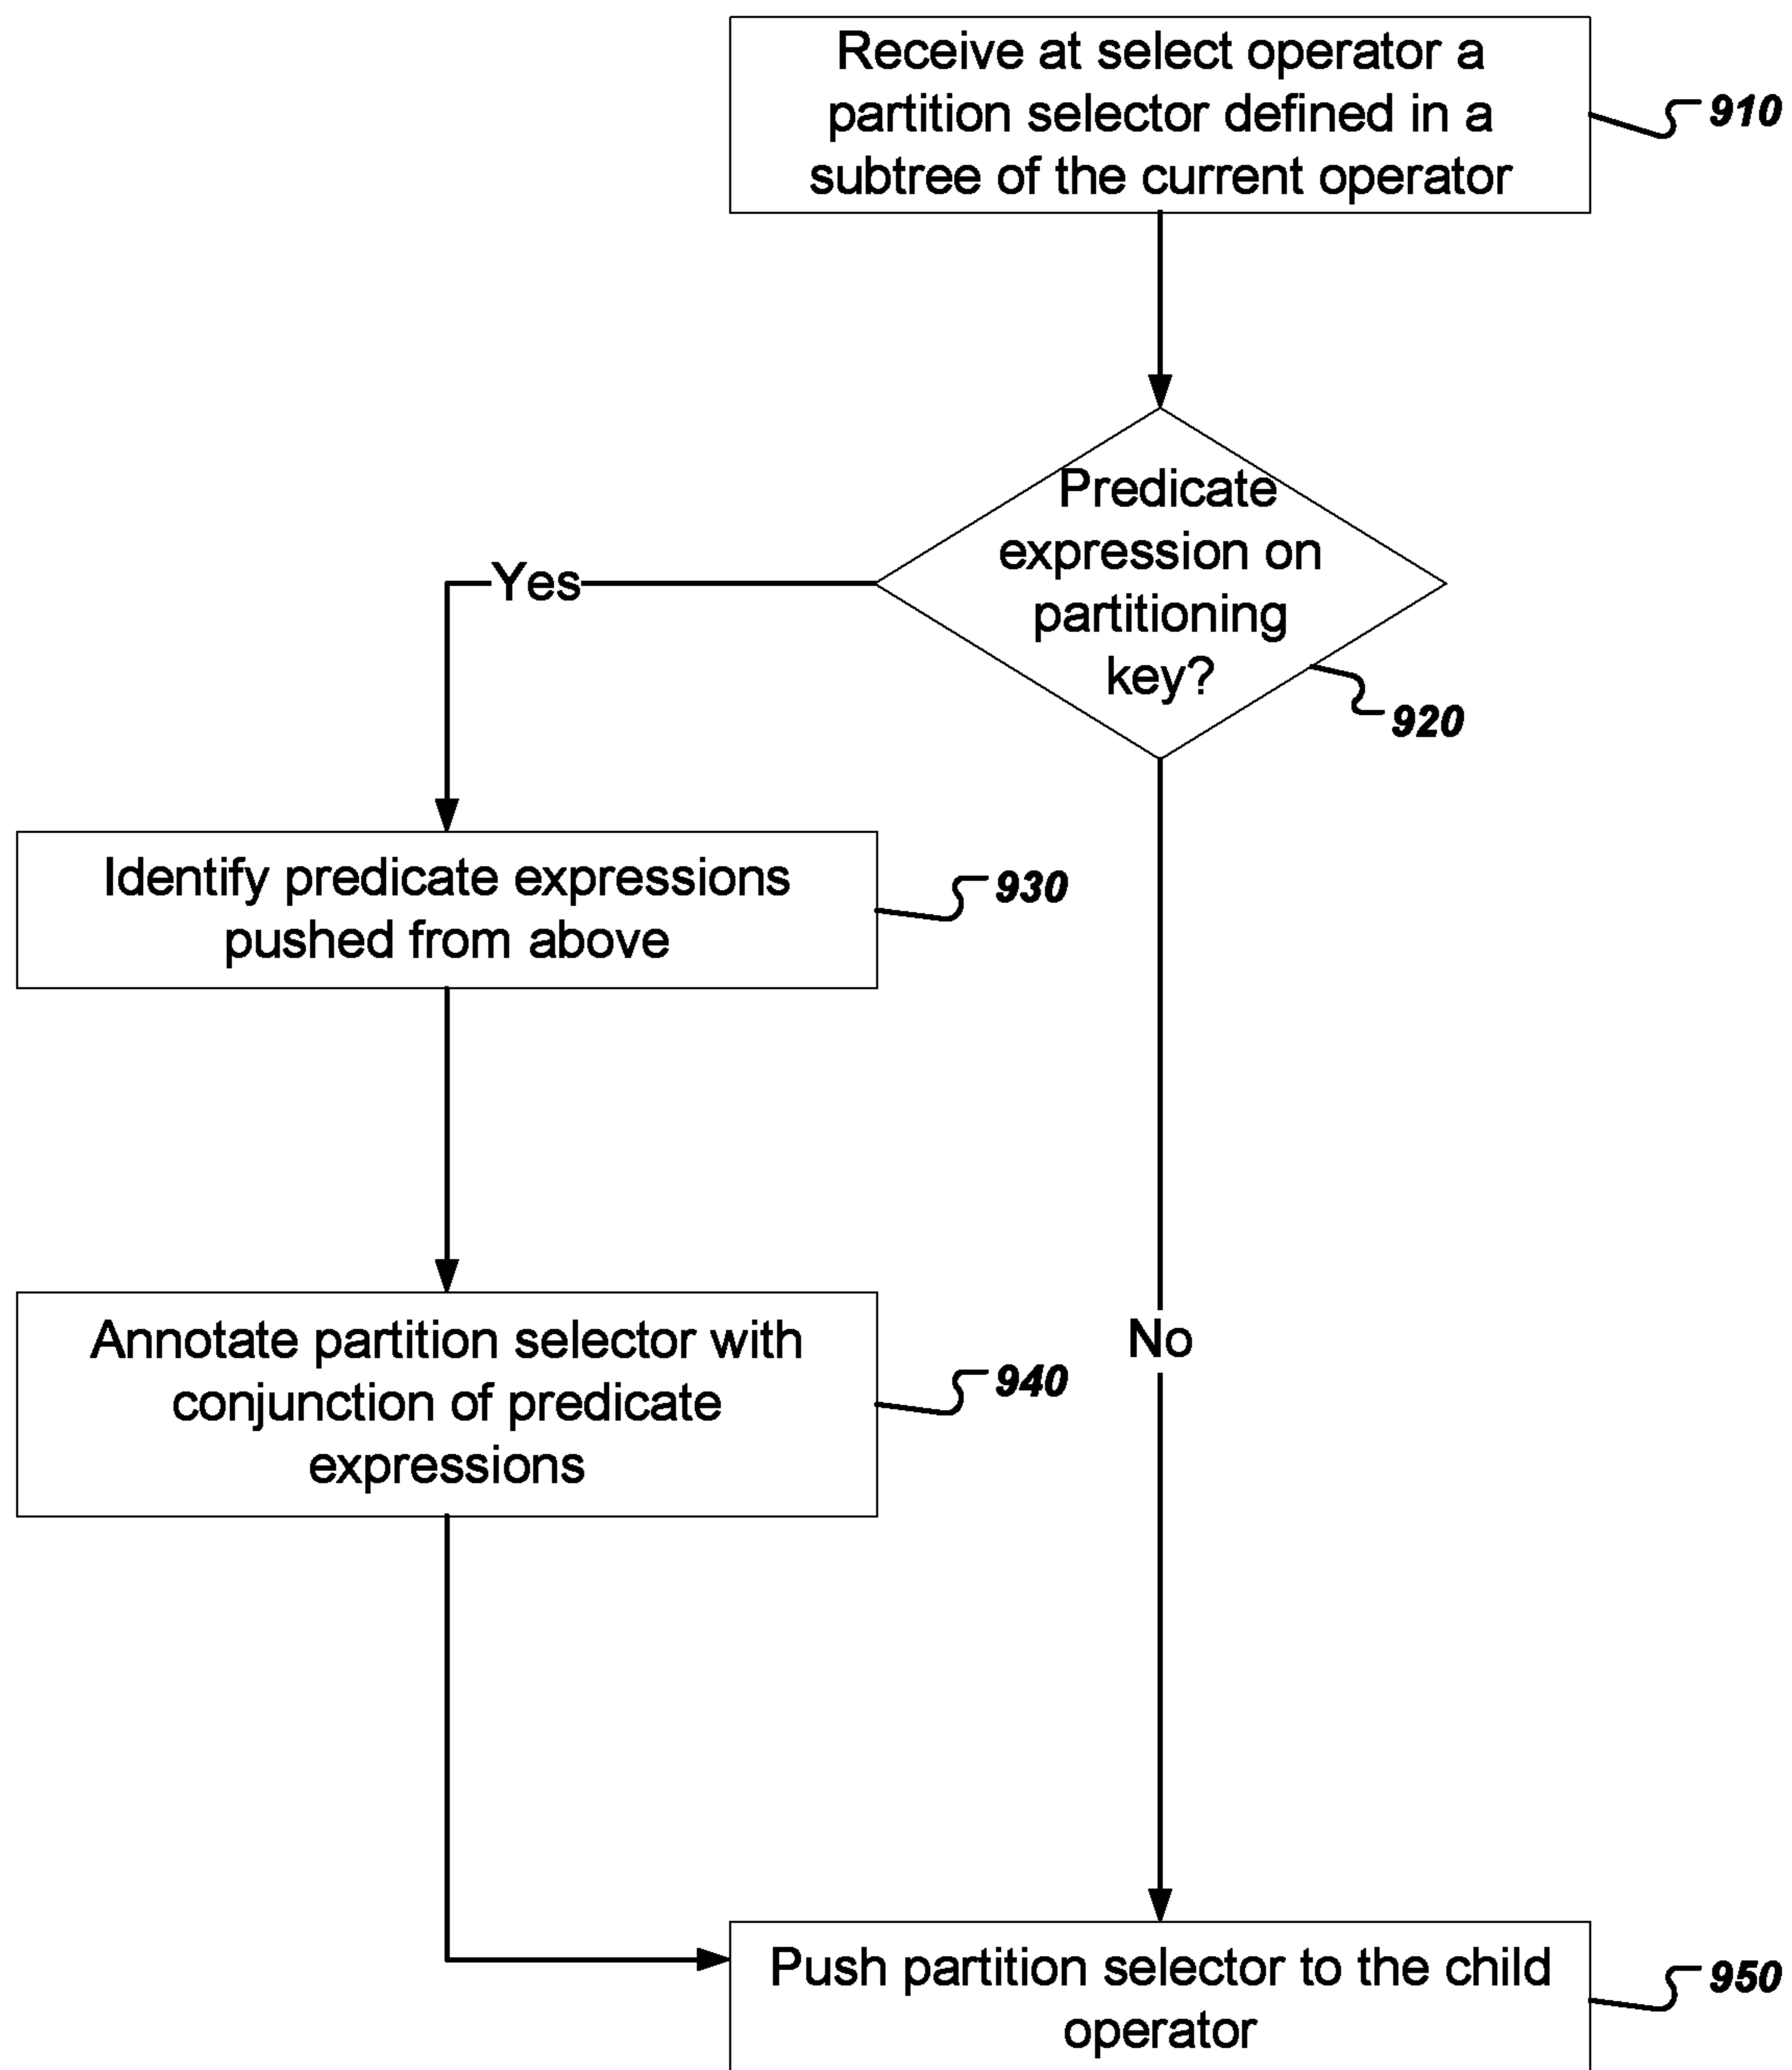 Receive at select operator a
partition selector defined in a
subtree of the current operator
910
Predicate
expression on
partitioning
key?
920
Yes
Identify predicate expressions
pushed from above
930
Annotate partition selector with
conjunction of predicate
expressions
940
No
Push partition selector to the child
operator
950